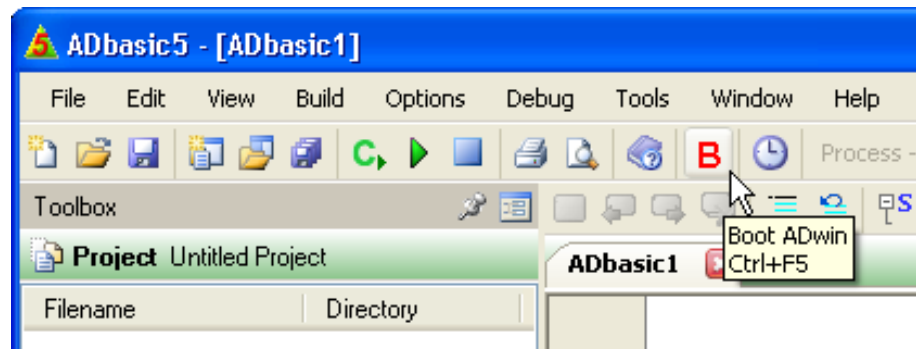 5 ADbasic5 - [ADbasic1]
File Edit View Build Options Debug Tools Window Help
C B Process -
Toolbox S
Boot ADwin
Ctrl+F5
Project Untitled Project ADbasic1
Filename Directory